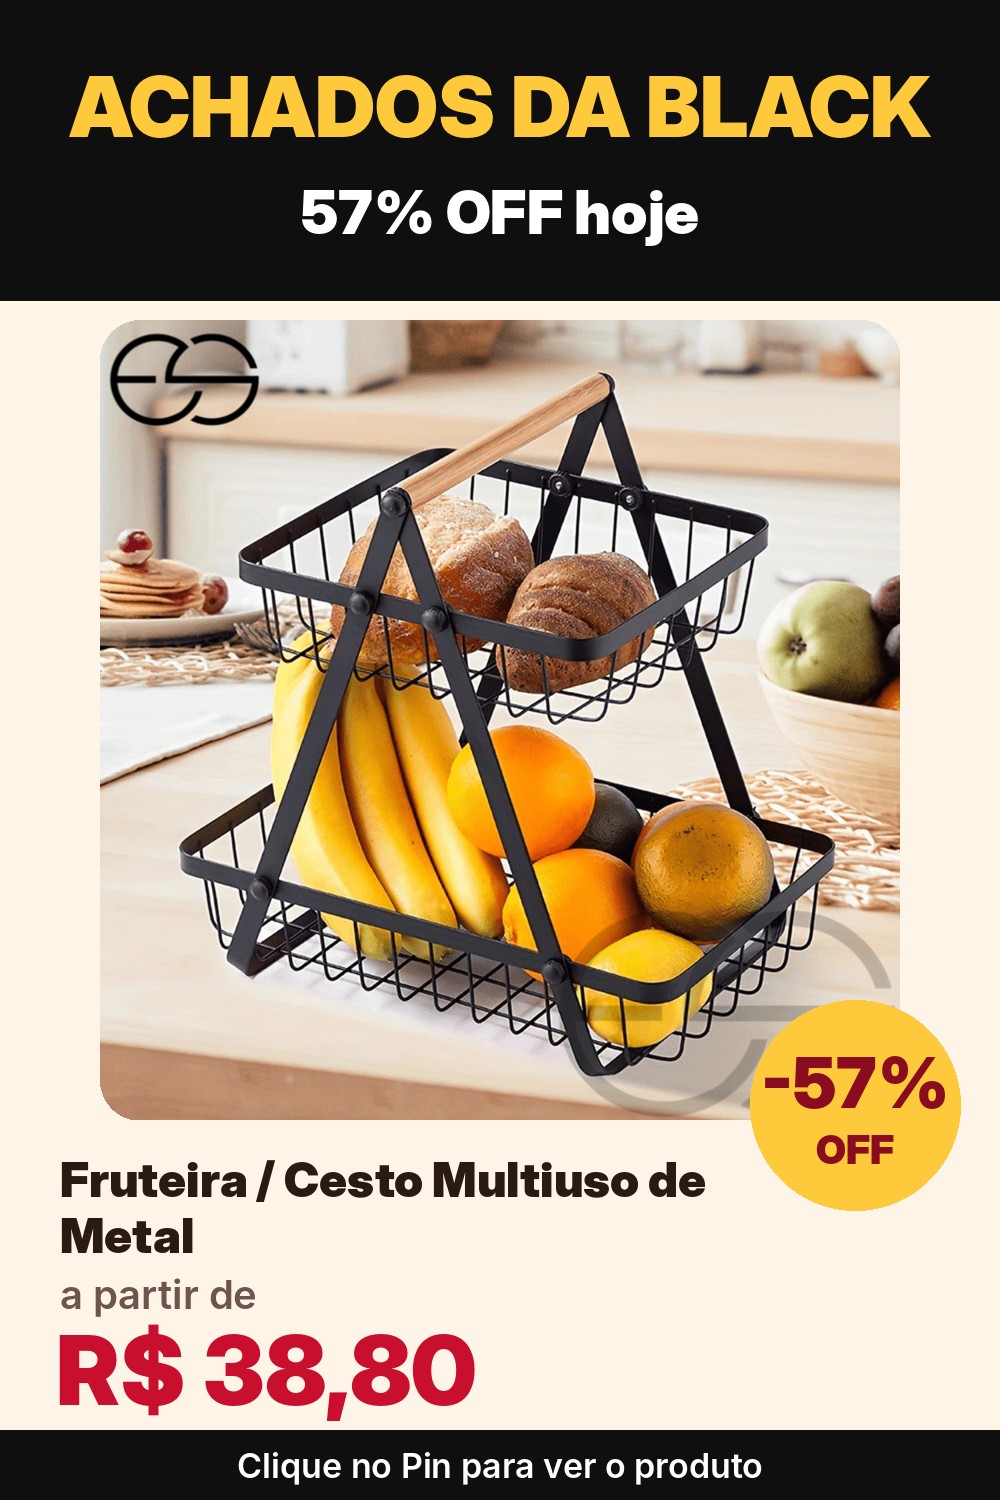 ACHADOS DA BLACK
57% OFF hoje
ES
-57%
OFF
Fruteira / Cesto Multiuso de
Metal
a partir de
R$ 38,80
Clique no Pin para ver o produto